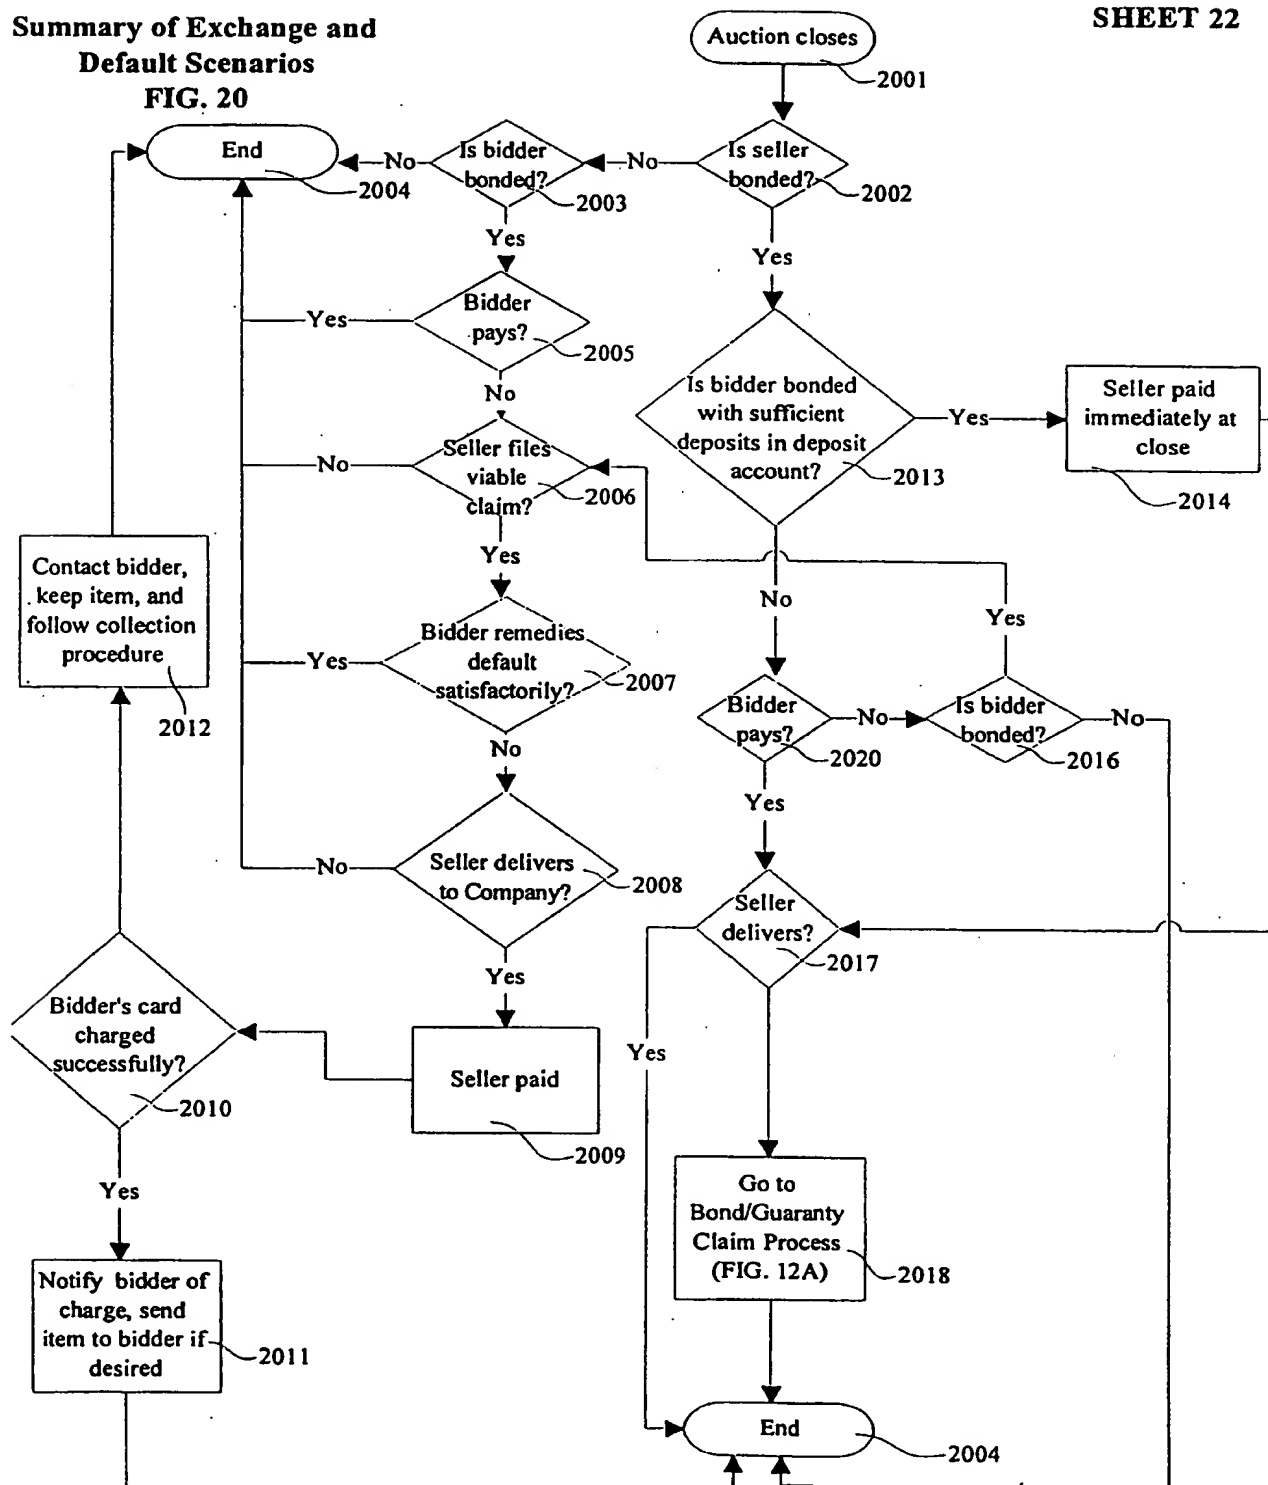 Summary of Exchange and
Default Scenarios
FIG. 20
SHEET 22
Auction closes
2001
Is seller
bonded?
2002
No
Is bidder
bonded?
2003
No
End
2004
Yes
Yes
Bidder
pays?
2005
Yes
No
Seller files
viable
claim?
2006
No
Yes
Bidder remedies
default
satisfactorily?
2007
Yes
No
Seller delivers
to Company?
2008
No
Yes
Seller paid
2009
Bidder's card
charged
successfully?
2010
Yes
Notify bidder of
charge, send
item to bidder if
desired
2011
Contact bidder,
keep item, and
follow collection
procedure
2012
Is bidder bonded
with sufficient
deposits in deposit
account?
2013
Yes
Seller paid
immediately at
close
2014
No
Bidder
pays?
2020
No
Is bidder
bonded?
2016
Yes
No
Yes
Seller
delivers?
2017
Yes
Go to
Bond/Guaranty
Claim Process
(FIG. 12A)
2018
End
2004